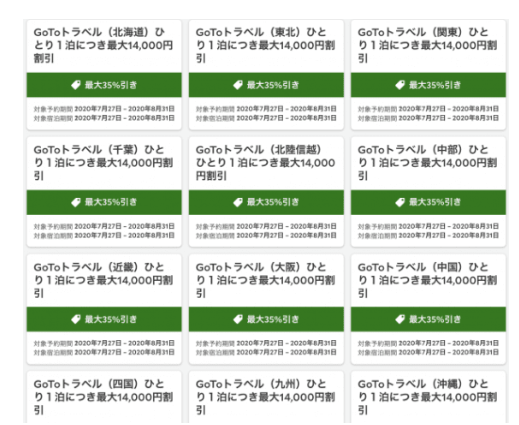 GoToトラベル（北海道）ひ
とり１泊につき最大14,000円
割引
最大35%引き
対象予約期間 2020年7月27日 – 2020年8月31日
対象宿泊期間 2020年7月27日 – 2020年8月31日
GoToトラベル（東北）ひと
り１泊につき最大14,000円割
引
最大35%引き
対象予約期間 2020年7月27日 – 2020年8月31日
対象宿泊期間 2020年7月27日 – 2020年8月31日
GoToトラベル（関東）ひと
り１泊につき最大14,000円割
引
最大35%引き
対象予約期間 2020年7月27日 – 2020年8月31日
対象宿泊期間 2020年7月27日 – 2020年8月31日
GoToトラベル（千葉）ひと
り１泊につき最大14,000円割
引
最大35%引き
対象予約期間 2020年7月27日 – 2020年8月31日
対象宿泊期間 2020年7月27日 – 2020年8月31日
GoToトラベル（北陸信越）
ひとり１泊につき最大14,000
円割引
最大35%引き
対象予約期間 2020年7月27日 – 2020年8月31日
対象宿泊期間 2020年7月27日 – 2020年8月31日
GoToトラベル（中部）ひと
り１泊につき最大14,000円割
引
最大35%引き
対象予約期間 2020年7月27日 – 2020年8月31日
対象宿泊期間 2020年7月27日 – 2020年8月31日
GoToトラベル（近畿）ひと
り１泊につき最大14,000円割
引
最大35%引き
対象予約期間 2020年7月27日 – 2020年8月31日
対象宿泊期間 2020年7月27日 – 2020年8月31日
GoToトラベル（大阪）ひと
り１泊につき最大14,000円割
引
最大35%引き
対象予約期間 2020年7月27日 – 2020年8月31日
対象宿泊期間 2020年7月27日 – 2020年8月31日
GoToトラベル（中国）ひと
り１泊につき最大14,000円割
引
最大35%引き
対象予約期間 2020年7月27日 – 2020年8月31日
対象宿泊期間 2020年7月27日 – 2020年8月31日
GoToトラベル（四国）ひと
り１泊につき最大14,000円割
引
GoToトラベル（九州）ひと
り１泊につき最大14,000円割
引
GoToトラベル（沖縄）ひと
り１泊につき最大14,000円割
引